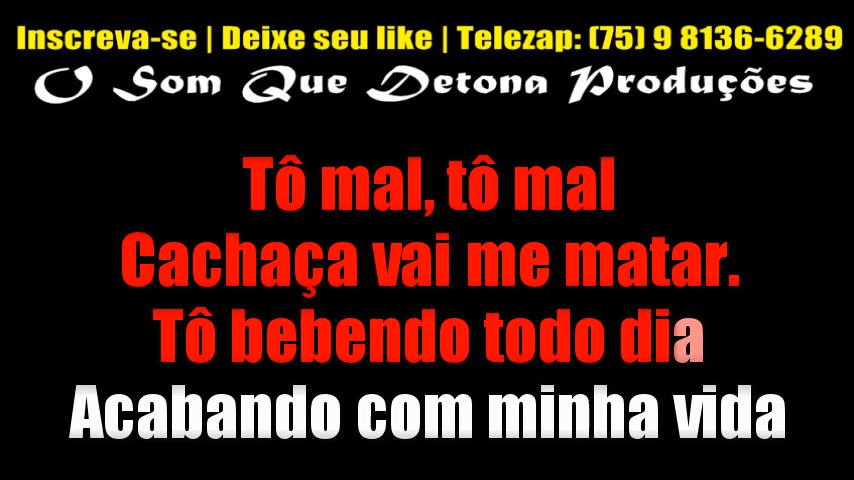 Inscreva-se | Deixe seu like | Telezap: (75) 9 8136-6289
O Som Que Detona Produções
Tô mal, tô mal
Cachaça vai me matar.
Tô bebendo todo dia
Acabando com minha vida